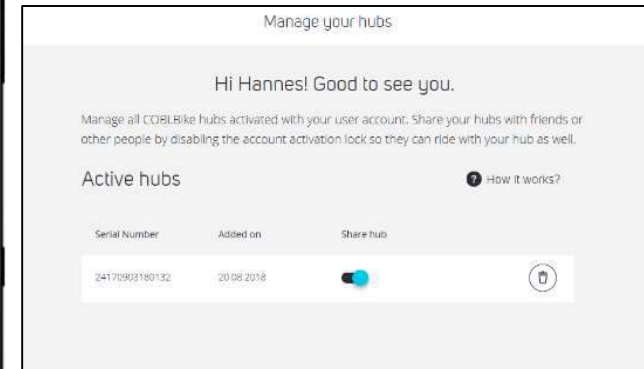 Manage your hubs
Hi Hannes! Good to see you.
Manage all COBI.Bike hubs activated with your user account. Share your hubs with friends or
other people by disabling the account activation lock so they can ride with your hub as well.
Active hubs
? How it works?
Serial Number Added on Share hub
24170903180132 20.08.2018